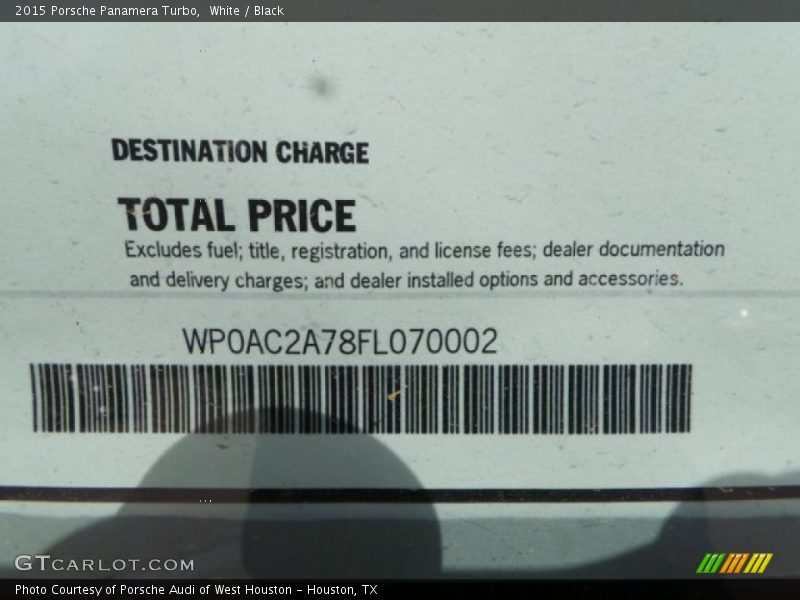 2015 Porsche Panamera Turbo,  White / Black
DESTINATION CHARGE
TOTAL PRICE
Excludes fuel; title, registration, and license fees; dealer documentation
and delivery charges; and dealer installed options and accessories.
WP0AC2A78FL070002
GTCARLOT.COM
Photo Courtesy of Porsche Audi of West Houston – Houston, TX